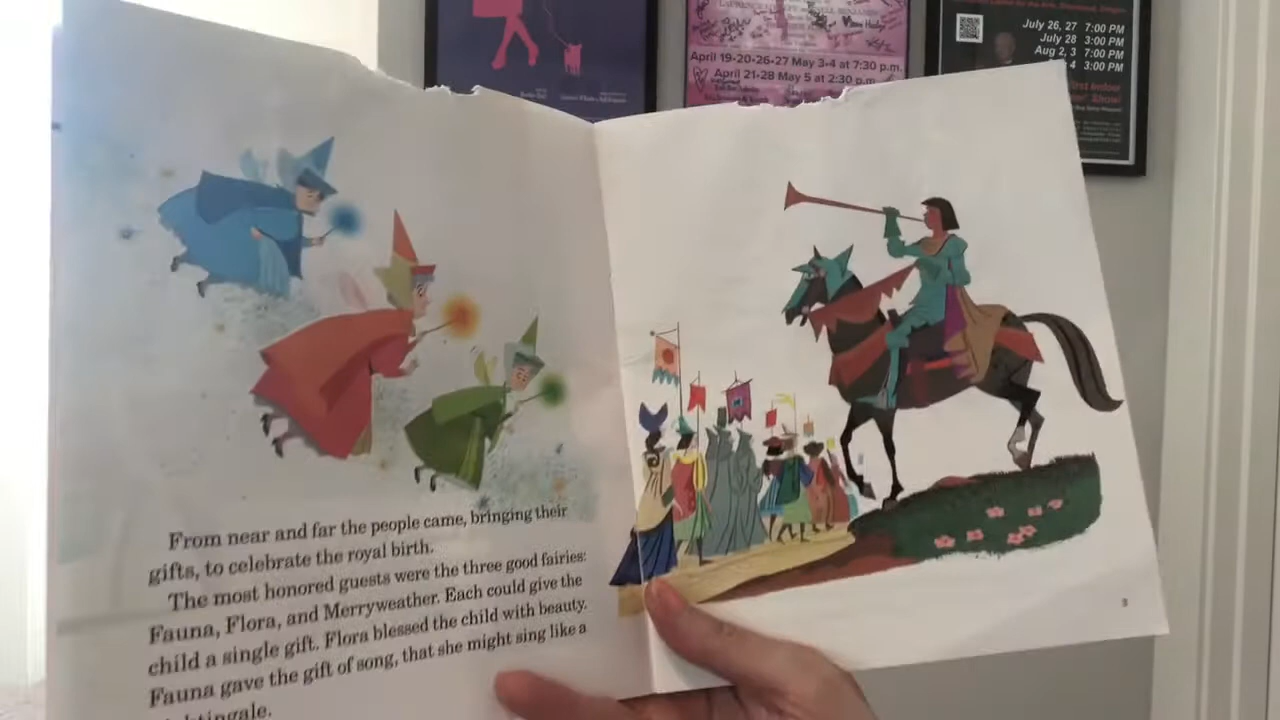 April 19-20-26-27 May 3-4 at 7:30 p.m.
April 21-28 May 5 at 2:30 p.m.
July 26, 27 7:00 PM
July 28 3:00 PM
Aug 2, 3 7:00 PM
4 3:00 PM
From near and far the people came, bringing their
gifts, to celebrate the royal birth.
The most honored guests were the three good fairies:
Fauna, Flora, and Merryweather. Each could give the
child a single gift. Flora blessed the child with beauty.
Fauna gave the gift of song, that she might sing like a
3